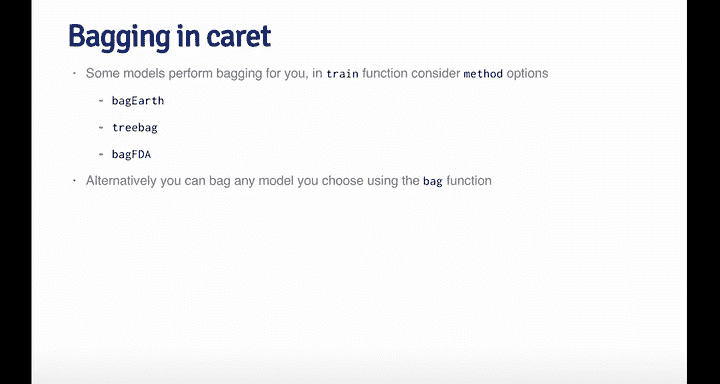 Bagging in caret
· Some models perform bagging for you, in train function consider method options
- bagEarth
- treebag
- bagFDA
· Alternatively you can bag any model you choose using the bag function